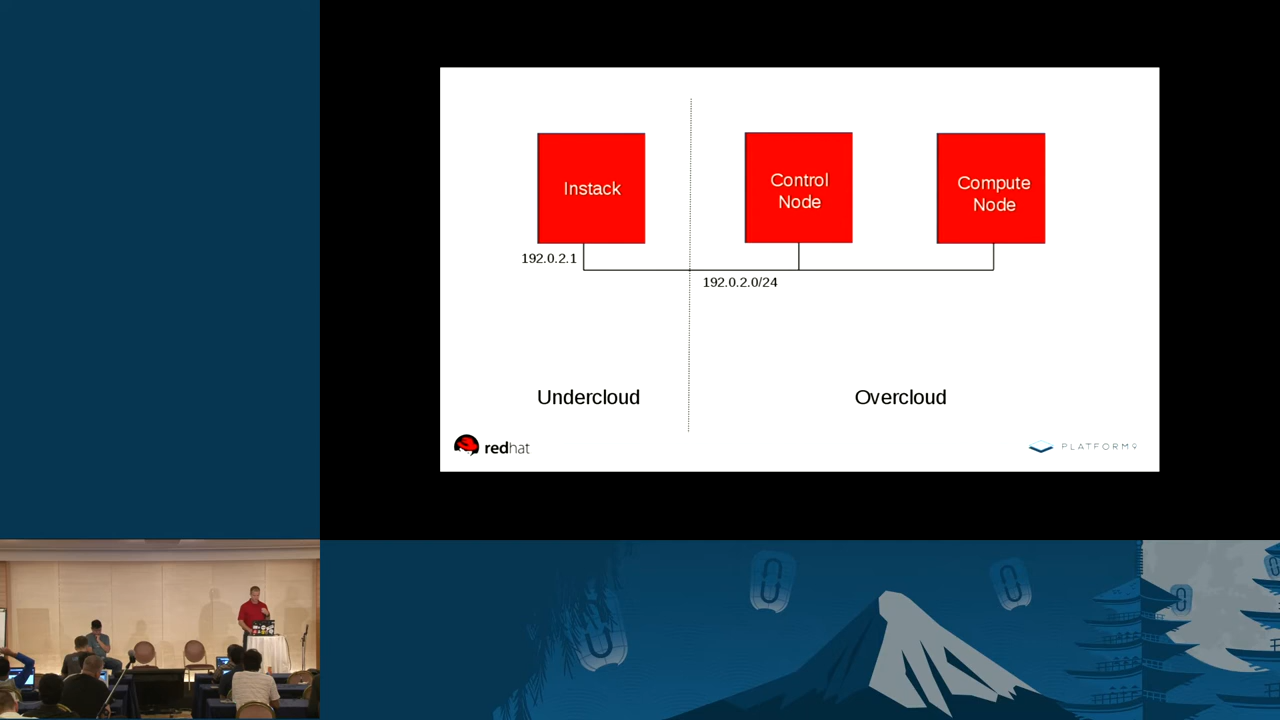 Instack
Control
Node
Compute
Node
192.0.2.1
192.0.2.0/24
Undercloud
Overcloud
redhat
PLATFORM9